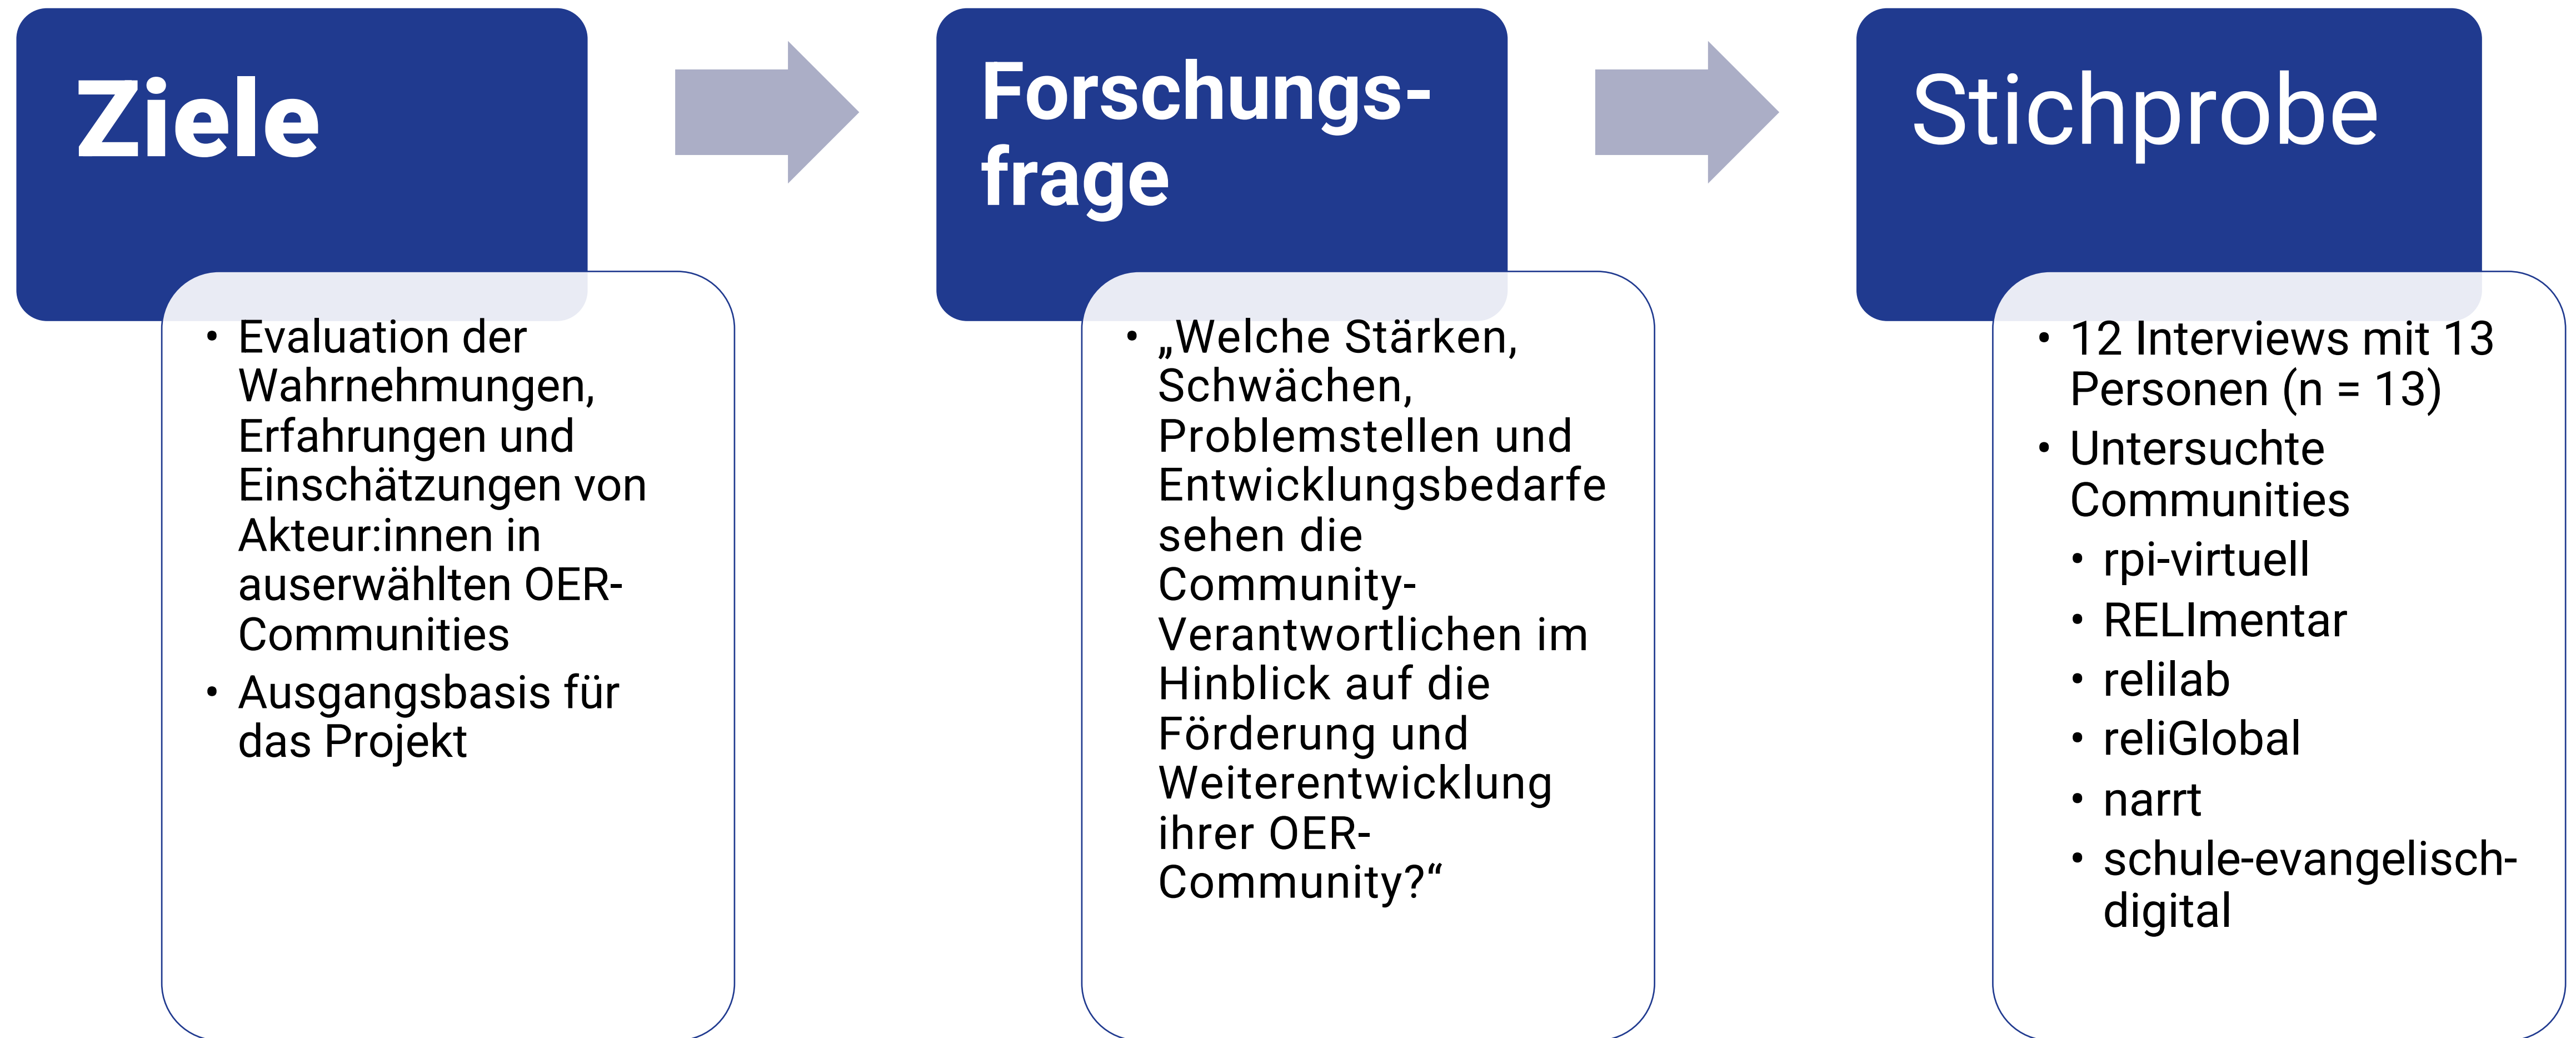 Ziele
• Evaluation der
Wahrnehmungen,
Erfahrungen und
Einschätzungen von
Akteur:innen in
auserwählten OER-
Communities
• Ausgangsbasis für
das Projekt
Forschungs-
frage
• „Welche Stärken,
Schwächen,
Problemstellen und
Entwicklungsbedarfe
sehen die
Community-
Verantwortlichen im
Hinblick auf die
Förderung und
Weiterentwicklung
ihrer OER-
Community?“
Stichprobe
• 12 Interviews mit 13
Personen (n = 13)
• Untersuchte
Communities
• rpi-virtuell
• RELImentar
• relilab
• reliGlobal
• narrt
• schule-evangelisch-
digital